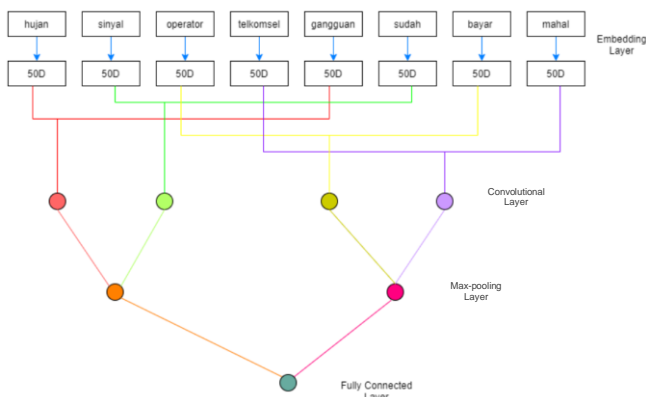 hujan sinyal operator telkomsel gangguan sudah bayar mahal
Embedding
Layer
50D 50D 50D 50D 50D 50D 50D 50D
Convolutional
Layer
Max-pooling
Layer
Fully Connected
Layer